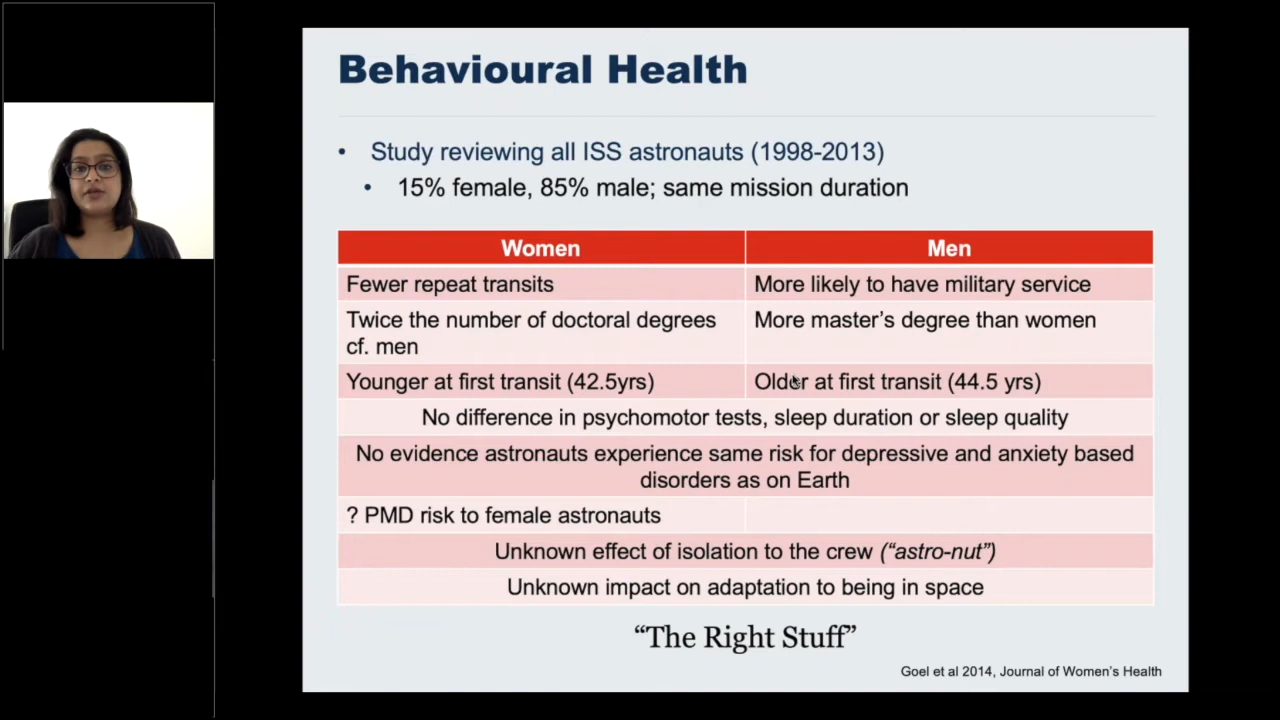 Behavioural Health
• Study reviewing all ISS astronauts (1998-2013)
• 15% female, 85% male; same mission duration
Women
Men
Fewer repeat transits
More likely to have military service
Twice the number of doctoral degrees
cf. men
More master's degree than women
Younger at first transit (42.5yrs)
Older at first transit (44.5 yrs)
No difference in psychomotor tests, sleep duration or sleep quality
No evidence astronauts experience same risk for depressive and anxiety based
disorders as on Earth
? PMD risk to female astronauts
Unknown effect of isolation to the crew (“astro-nut”)
Unknown impact on adaptation to being in space
“The Right Stuff”
Goel et al 2014, Journal of Women's Health